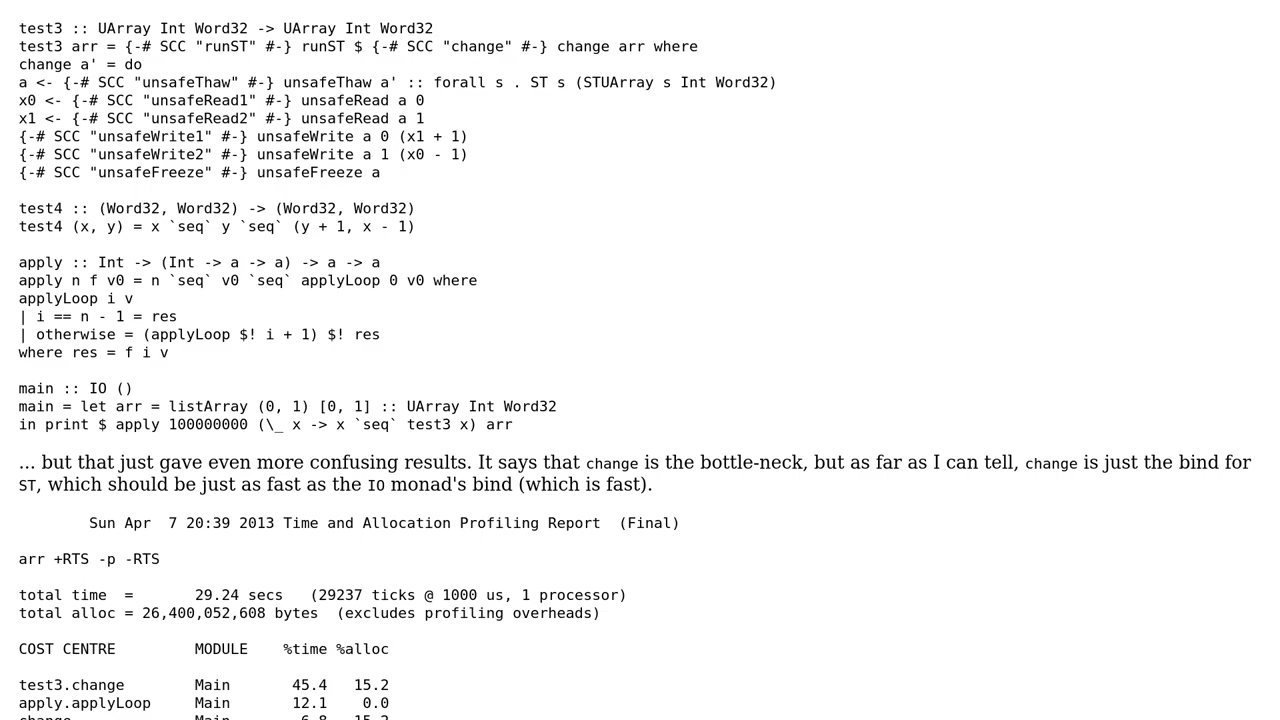 test3 :: UArray Int Word32 -> UArray Int Word32
test3 arr = {-# SCC "runST" #-} runST $ {-# SCC "change" #-} change arr where
change a' = do
a <- {-# SCC "unsafeThaw" #-} unsafeThaw a' :: forall s . ST s (STUArray s Int Word32)
x0 <- {-# SCC "unsafeRead1" #-} unsafeRead a 0
x1 <- {-# SCC "unsafeRead2" #-} unsafeRead a 1
{-# SCC "unsafeWrite1" #-} unsafeWrite a 0 (x1 + 1)
{-# SCC "unsafeWrite2" #-} unsafeWrite a 1 (x0 - 1)
{-# SCC "unsafeFreeze" #-} unsafeFreeze a
test4 :: (Word32, Word32) -> (Word32, Word32)
test4 (x, y) = x `seq` y `seq` (y + 1, x - 1)
apply :: Int -> (Int -> a -> a) -> a -> a
apply n f v0 = n `seq` v0 `seq` applyLoop 0 v0 where
applyLoop i v
| i == n - 1 = res
| otherwise = (applyLoop $! i + 1) $! res
where res = f i v
main :: IO ()
main = let arr = listArray (0, 1) [0, 1] :: UArray Int Word32
in print $ apply 100000000 (\_ x -> x `seq` test3 x) arr
... but that just gave even more confusing results. It says that change is the bottle-neck, but as far as I can tell, change is just the bind for
ST, which should be just as fast as the IO monad's bind (which is fast).
Sun Apr  7 20:39 2013 Time and Allocation Profiling Report  (Final)
arr +RTS -p -RTS
total time  =       29.24 secs   (29237 ticks @ 1000 us, 1 processor)
total alloc = 26,400,052,608 bytes  (excludes profiling overheads)
COST CENTRE         MODULE    %time %alloc
test3.change        Main       45.4   15.2
apply.applyLoop     Main       12.1    0.0
change              Main        6.8   15.2